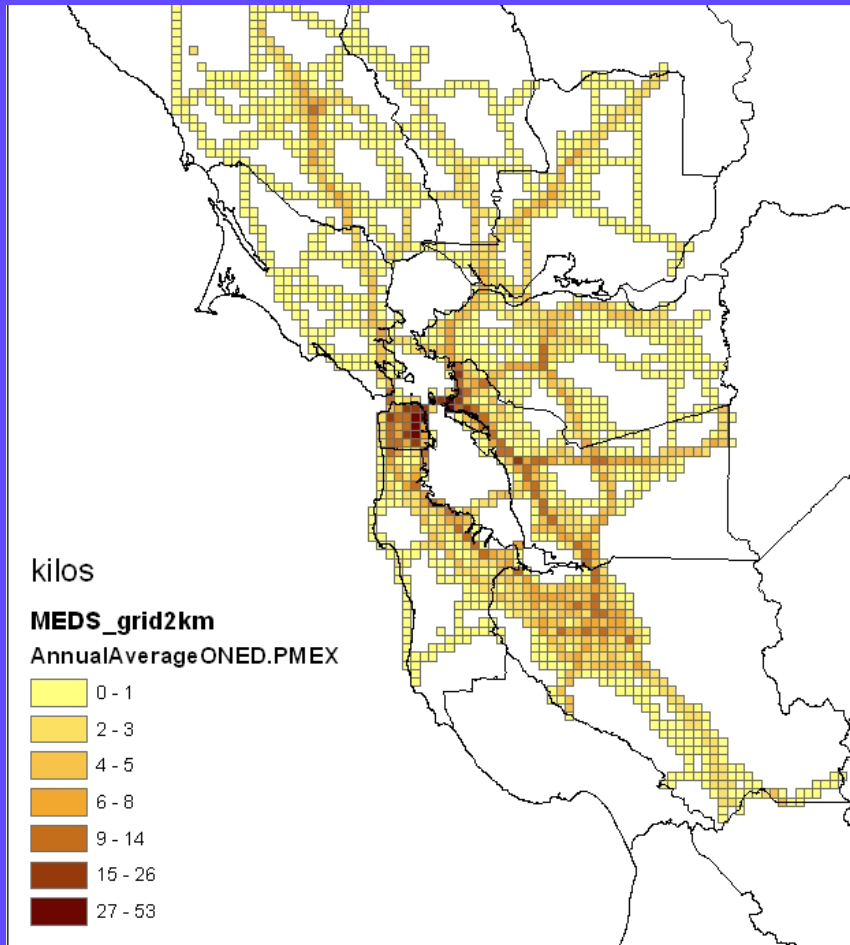 kilos
MEDS_grid2km
AnnualAverageONED.PMEX
0 - 1
2 - 3
4 - 5
6 - 8
9 - 14
15 - 26
27 - 53